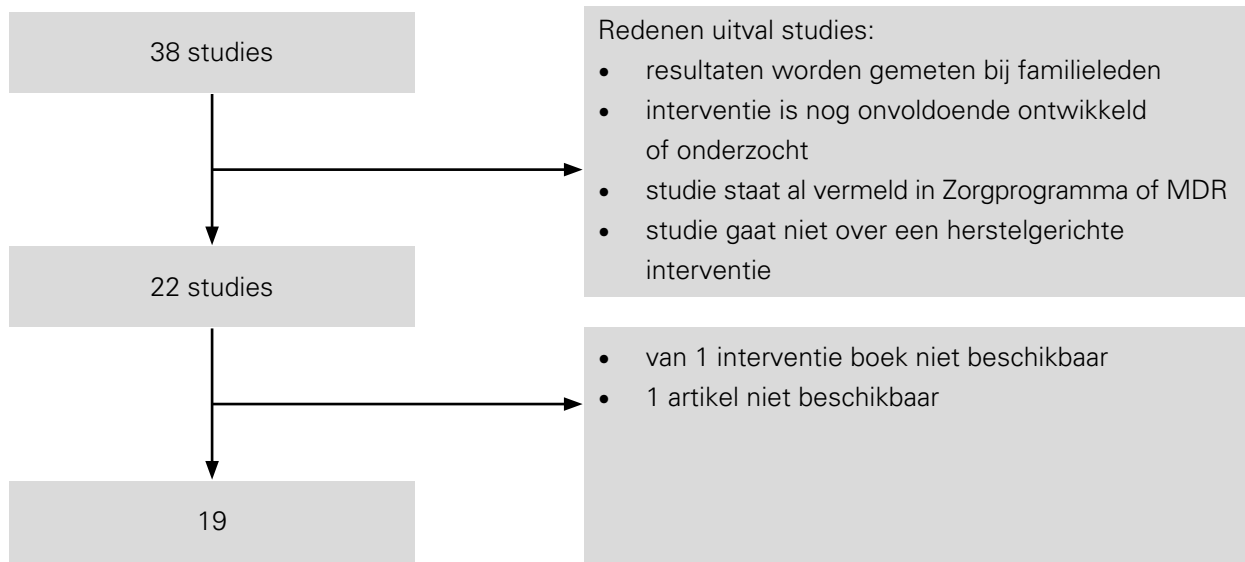 38 studies
Redenen uitval studies:
• resultaten worden gemeten bij familieleden
• interventie is nog onvoldoende ontwikkeld
of onderzocht
• studie staat al vermeld in Zorgprogramma of MDR
• studie gaat niet over een herstelgerichte
interventie
22 studies
• van 1 interventie boek niet beschikbaar
• 1 artikel niet beschikbaar
19